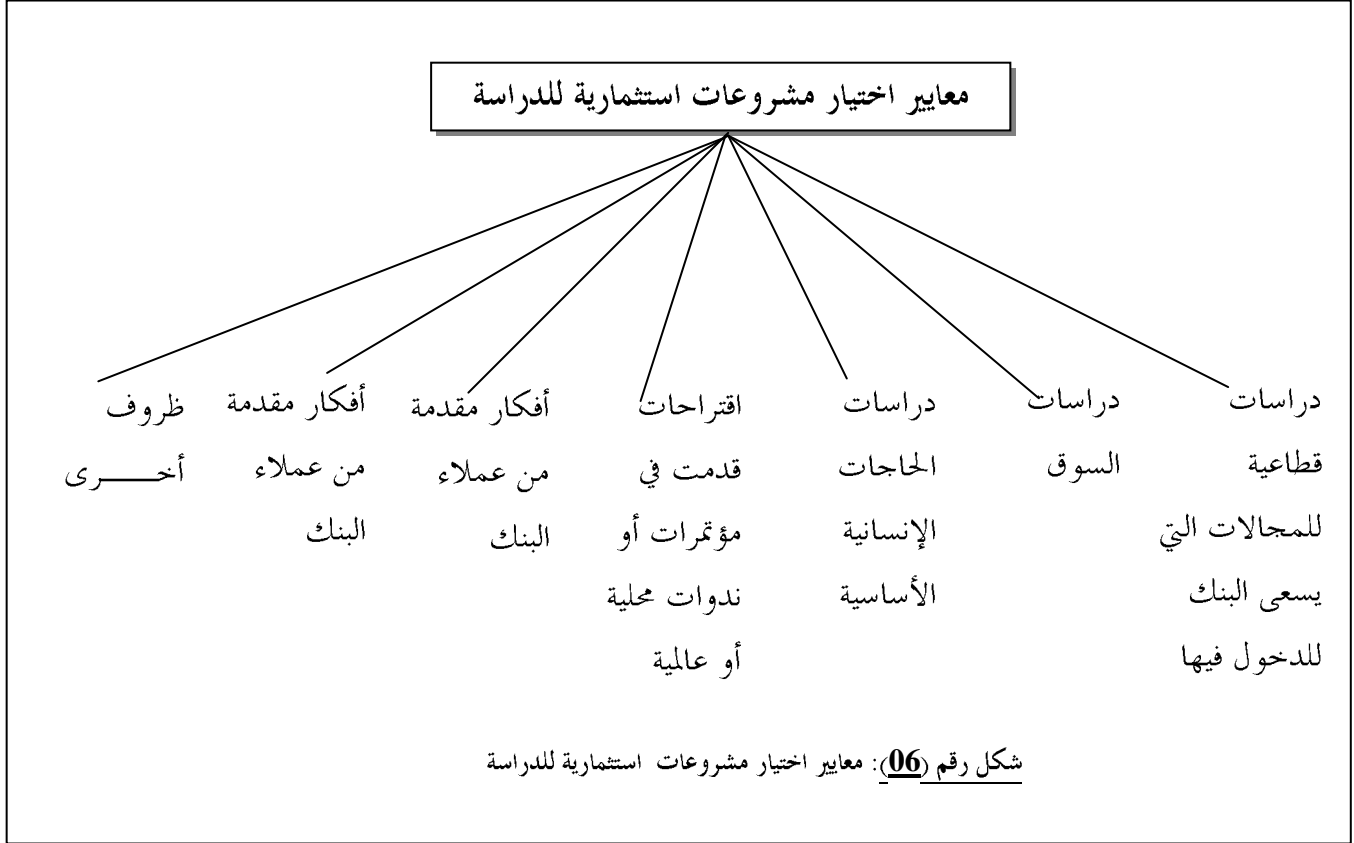 معايير اختيار مشروعات استثمارية للدراسة
دراسات
قطاعية
للمجالات التي
يسعى البنك
للدخول فيها
دراسات
السوق
دراسات
الحاجات
الإنسانية
الأساسية
اقتراحات
قدمت في
مؤتمرات أو
ندوات محلية
أو عالمية
أفكار مقدمة
من عملاء
البنك
أفكار مقدمة
من عملاء
البنك
ظروف
أخـــــرى
شكل رقم (06): معايير اختيار مشروعات استثمارية للدراسة